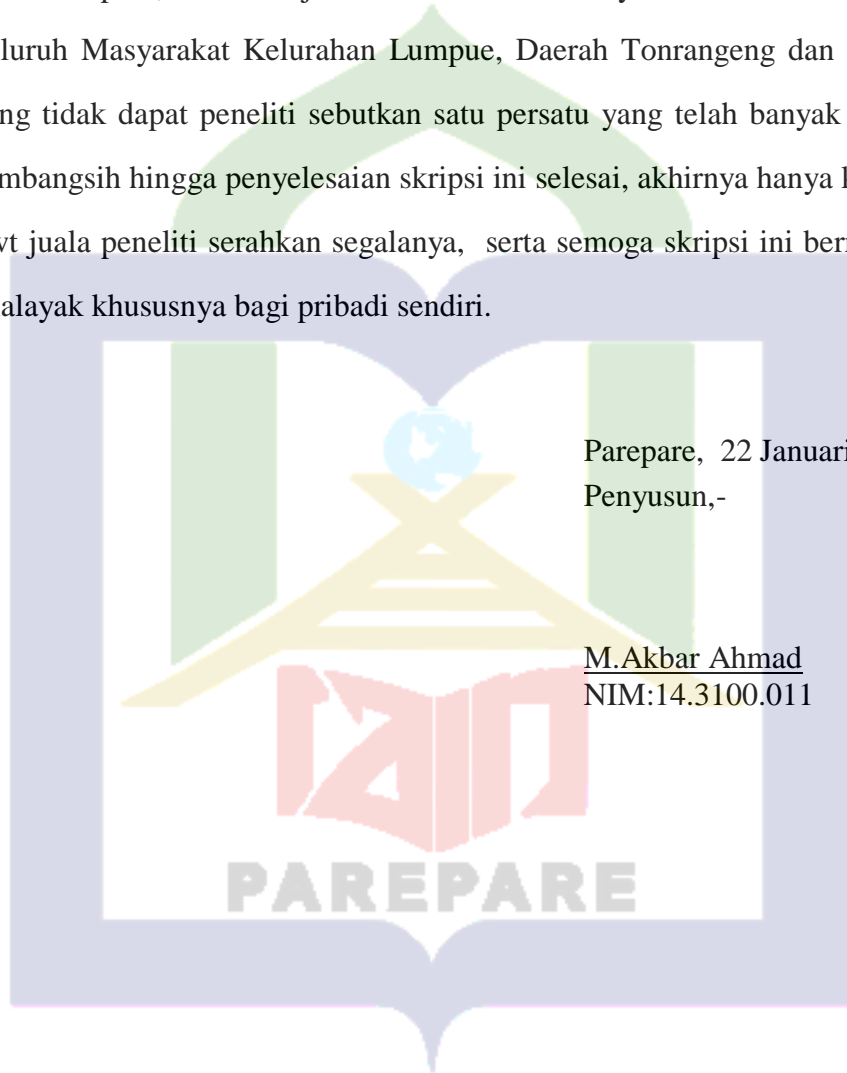 luruh Masyarakat Kelurahan Lumpue, Daerah Tonrangeng dan
ng tidak dapat peneliti sebutkan satu persatu yang telah banyak
mbangsih hingga penyelesaian skripsi ini selesai, akhirnya hanya
wt juala peneliti serahkan segalanya, serta semoga skripsi ini
alayak khususnya bagi pribadi sendiri.
Parepare, 22 Januari
Penyusun,-
M.Akbar Ahmad
NIM:14.3100.011
iain
PAREPARE